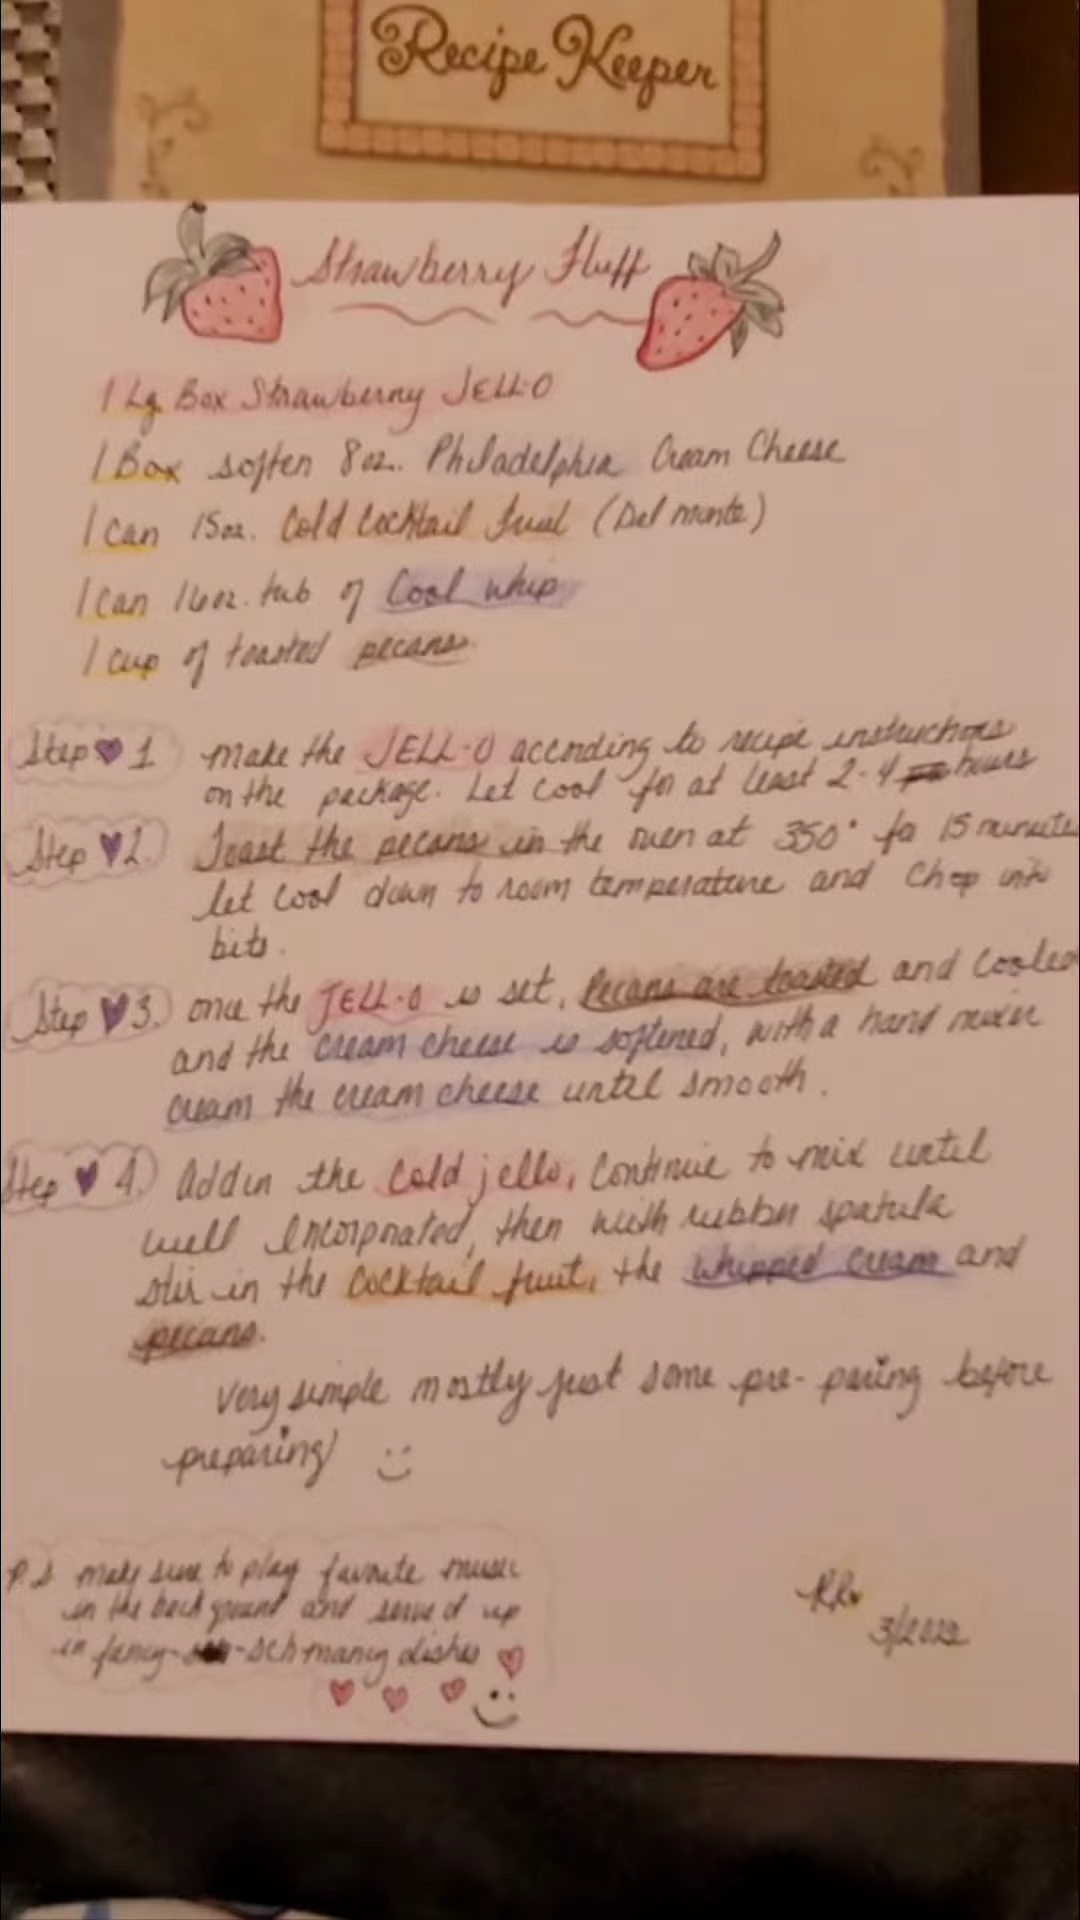 Recipe Keeper
Strawberry Fluff
1 Lg. Box Strawberry JELL-O
1 Box soften 8oz. Philadelphia Cream Cheese
1 Can 15oz. Cold Cocktail Fruit (Del monte)
1 Can 16oz. tub of Cool whip
1 cup of toasted pecans.
Step 1 make the JELL-O according to recipe instructions
on the package. Let cool for at least 2-4 hours
Step 2. Toast the pecans in the oven at 350° for 15 minutes
let cool down to room temperature and Chop into
bits.
Step 3. once the JELL-O is set, Pecans are toasted and cooled
and the cream cheese is softened, with a hand mixer
cream the cream cheese until smooth.
Step 4. Add in the Cold jello, Continue to mix until
well Incorporated, then with rubber spatula
stir in the Cocktail fruit, the whipped cream and
pecans.
Very simple mostly just some pre-paring before
preparing
P.S make sure to play favorite music
in the background and served up
in fancy-schmancy dishes
RR
3/2022